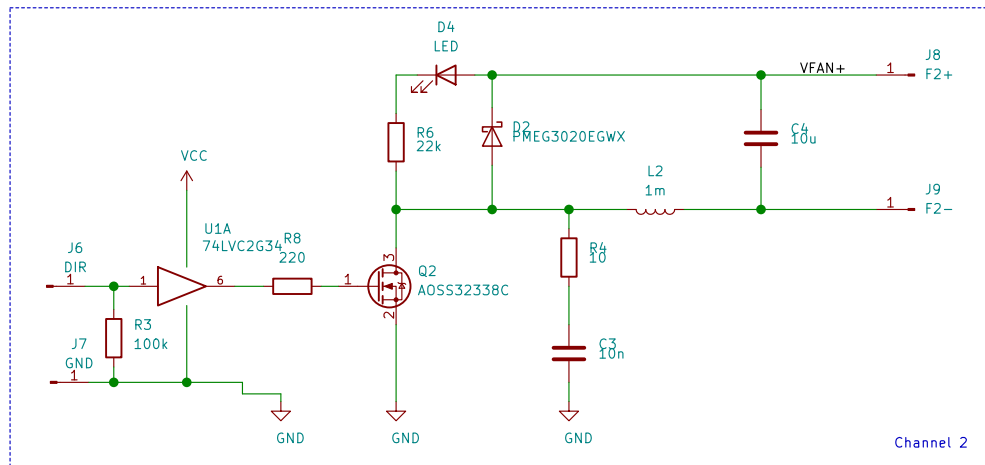 D4
LED
J8
F2+
VFAN+
1
R6
22k
D2
PMEG3020EGWX
C4
10u
VCC
L2
1m
J9
F2-
1
U1A
74LVC2G34
R8
220
J6
DIR
1
1
6
1
3
Q2
AOSS32338C
2
R4
10
R3
100k
J7
GND
1
C3
10n
GND
GND
GND
Channel 2